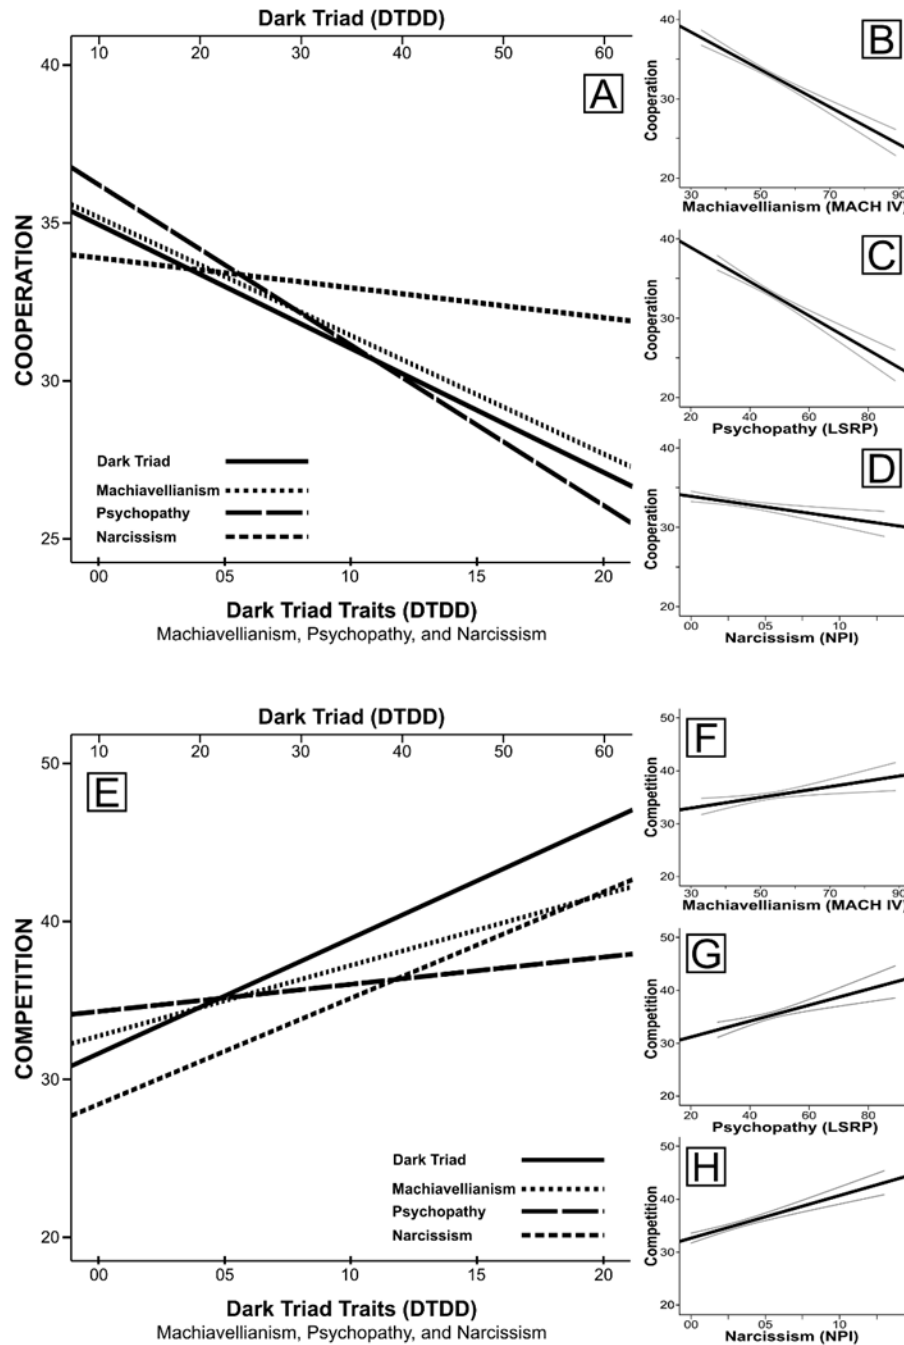 Dark Triad (DTDD)
10 20 30 40 50 60
A
40
35
30
25
COOPERATION
Dark Triad
Machiavellianism
Psychopathy
Narcissism
00 05 10 15 20
Dark Triad Traits (DTDD)
Machiavellianism, Psychopathy, and Narcissism
B
40
30
20
Cooperation
30 50 70 90
Machiavellianism (MACH IV)
C
40
30
20
Cooperation
20 40 60 80
Psychopathy (LSRP)
D
40
30
20
Cooperation
00 05 10
Narcissism (NPI)
Dark Triad (DTDD)
10 20 30 40 50 60
E
50
40
30
20
COMPETITION
Dark Triad
Machiavellianism
Psychopathy
Narcissism
00 05 10 15 20
Dark Triad Traits (DTDD)
Machiavellianism, Psychopathy, and Narcissism
F
50
40
30
20
Competition
30 50 70 90
Machiavellianism (MACH IV)
G
50
40
30
20
Competition
20 40 60 80
Psychopathy (LSRP)
H
50
40
30
20
Competition
00 05 10
Narcissism (NPI)